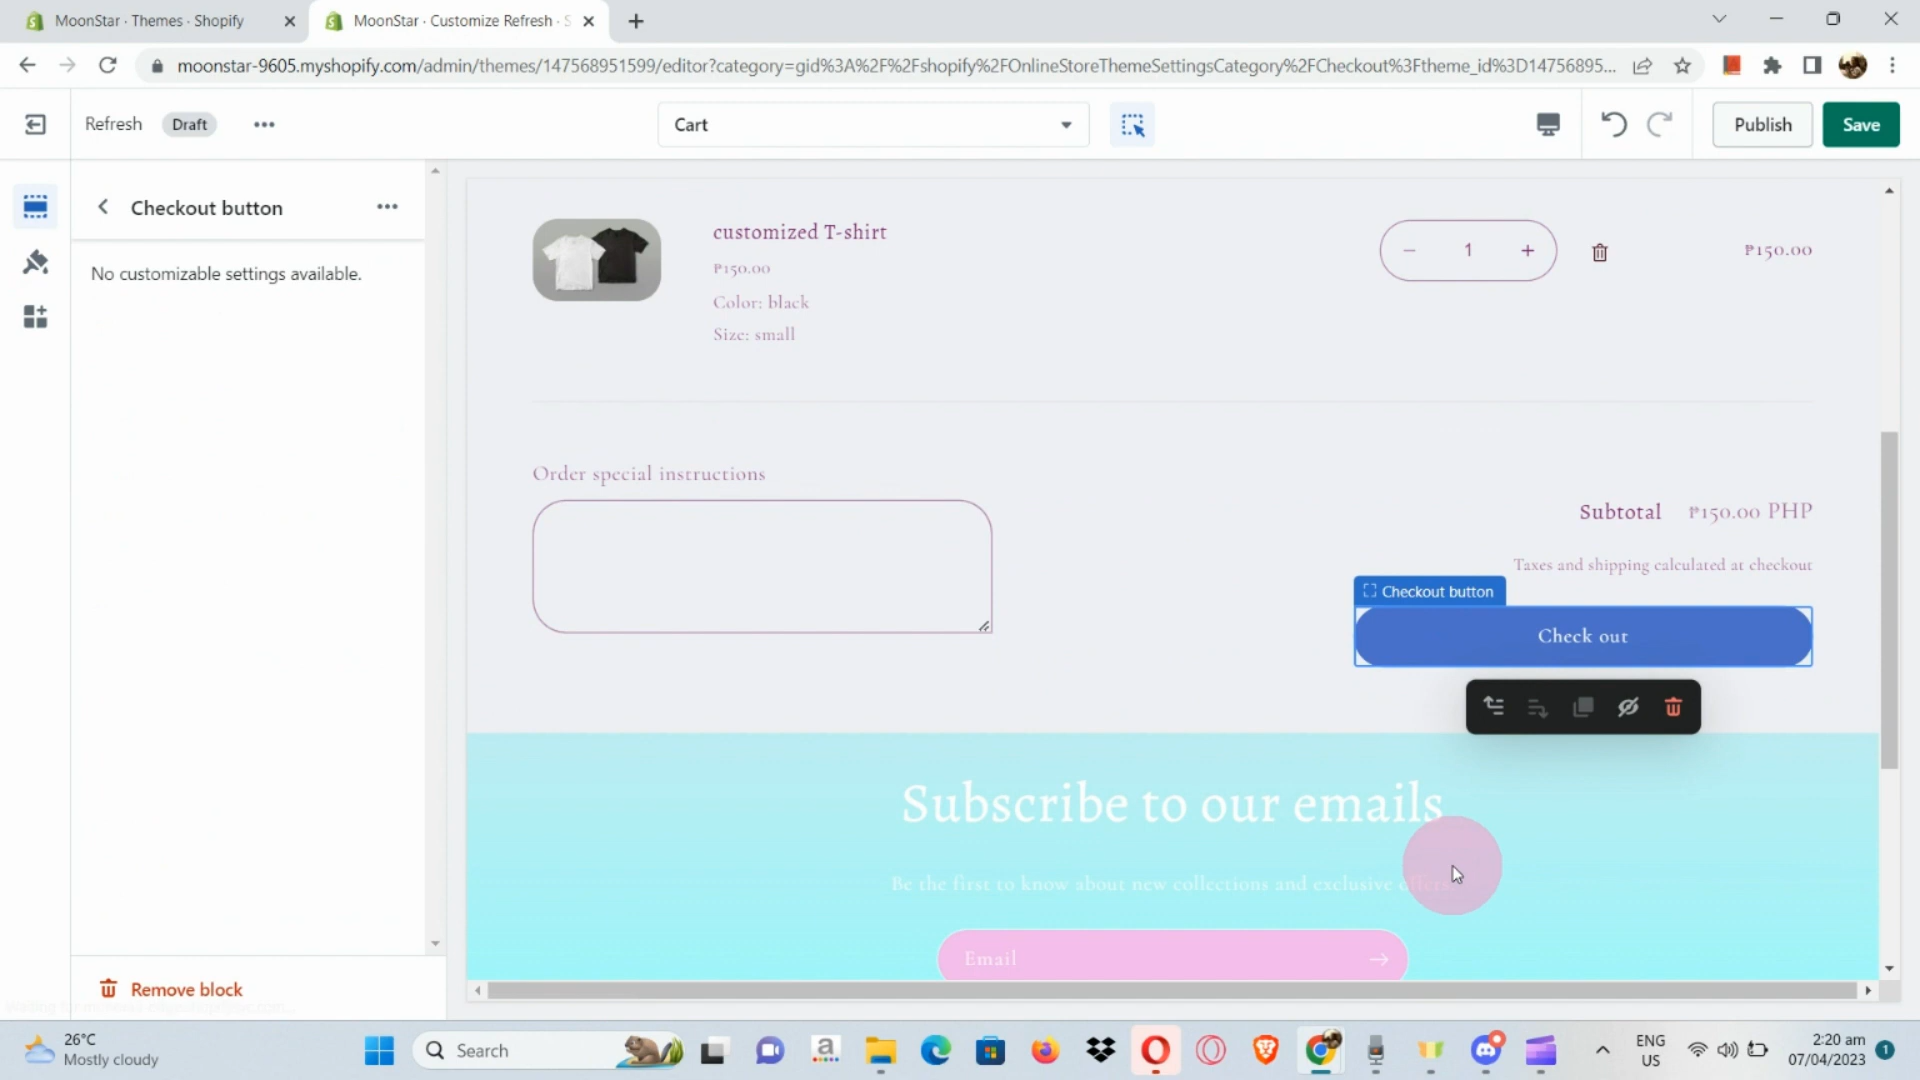 MoonStar · Themes · Shopify
MoonStar · Customize Refresh · S
moonstar-9605.myshopify.com/admin/themes/147568951599/editor?category=gid%3A%2F%2Fshopify%2FOnlineStoreThemeSettingsCategory%2FCheckout%3Ftheme_id%3D14756895...
Refresh
Draft
Cart
Publish
Save
Checkout button
No customizable settings available.
customized T-shirt
₱150.00
Color: black
Size: small
1
₱150.00
Order special instructions
Subtotal ₱150.00 PHP
Taxes and shipping calculated at checkout
Checkout button
Check out
Subscribe to our emails
Be the first to know about new collections and exclusive offers.
Email
Remove block
26°C
Mostly cloudy
Search
ENG
US
2:20 am
07/04/2023
1